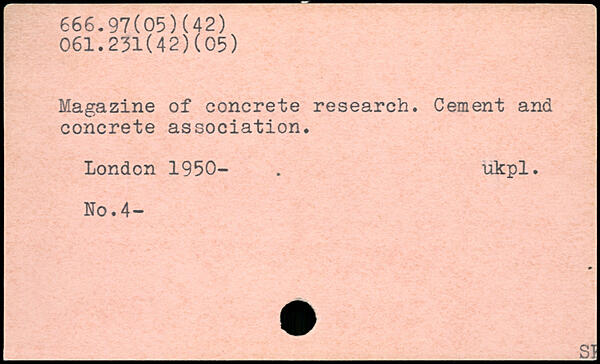 666.97(05)(42)
061.231(42)(05)
Magazine of concrete research. Cement and
concrete association.
London 1950-
ukpl.
No.4-